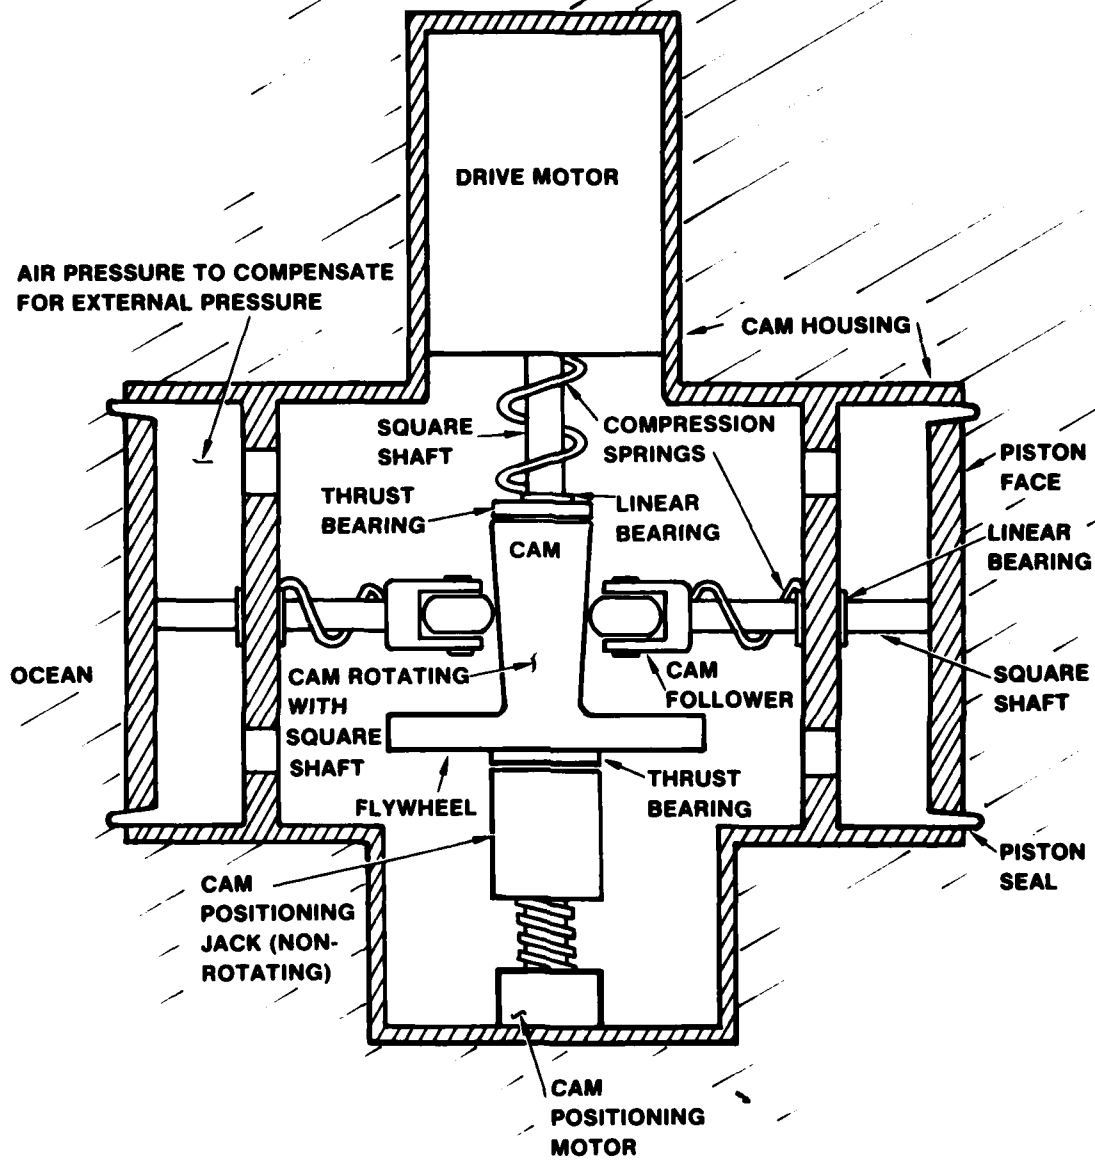 DRIVE MOTOR
AIR PRESSURE TO COMPENSATE
FOR EXTERNAL PRESSURE
CAM HOUSING
SQUARE
SHAFT
COMPRESSION
SPRINGS
PISTON
FACE
THRUST
BEARING
LINEAR
BEARING
LINEAR
BEARING
CAM
OCEAN
CAM ROTATING
WITH
SQUARE
SHAFT
CAM
FOLLOWER
SQUARE
SHAFT
FLYWHEEL
THRUST
BEARING
PISTON
SEAL
CAM
POSITIONING
JACK (NON-
ROTATING)
CAM
POSITIONING
MOTOR